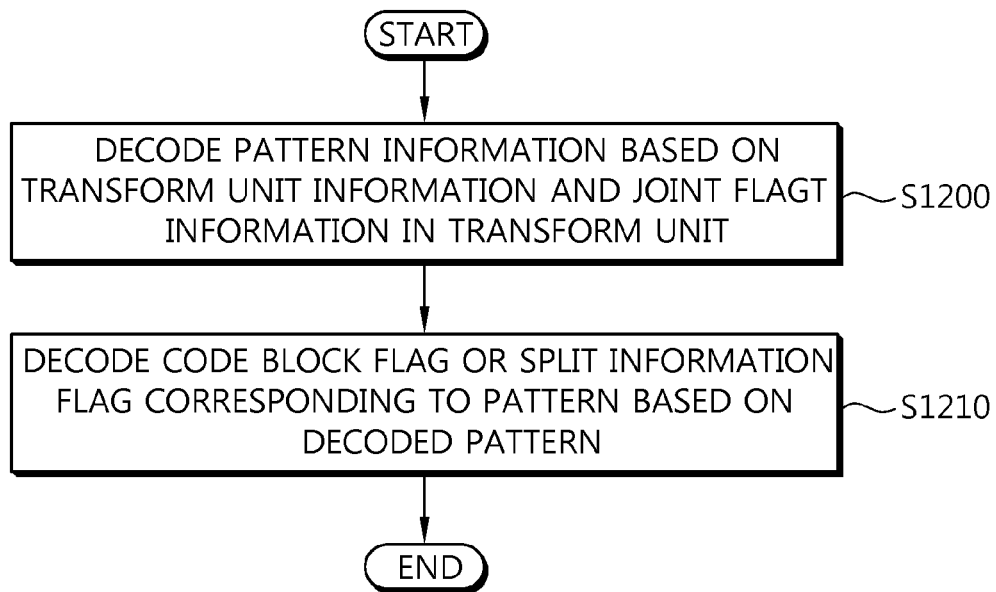 START
DECODE PATTERN INFORMATION BASED ON
TRANSFORM UNIT INFORMATION AND JOINT FLAGT
INFORMATION IN TRANSFORM UNIT
S1200
DECODE CODE BLOCK FLAG OR SPLIT INFORMATION
FLAG CORRESPONDING TO PATTERN BASED ON
DECODED PATTERN
S1210
END